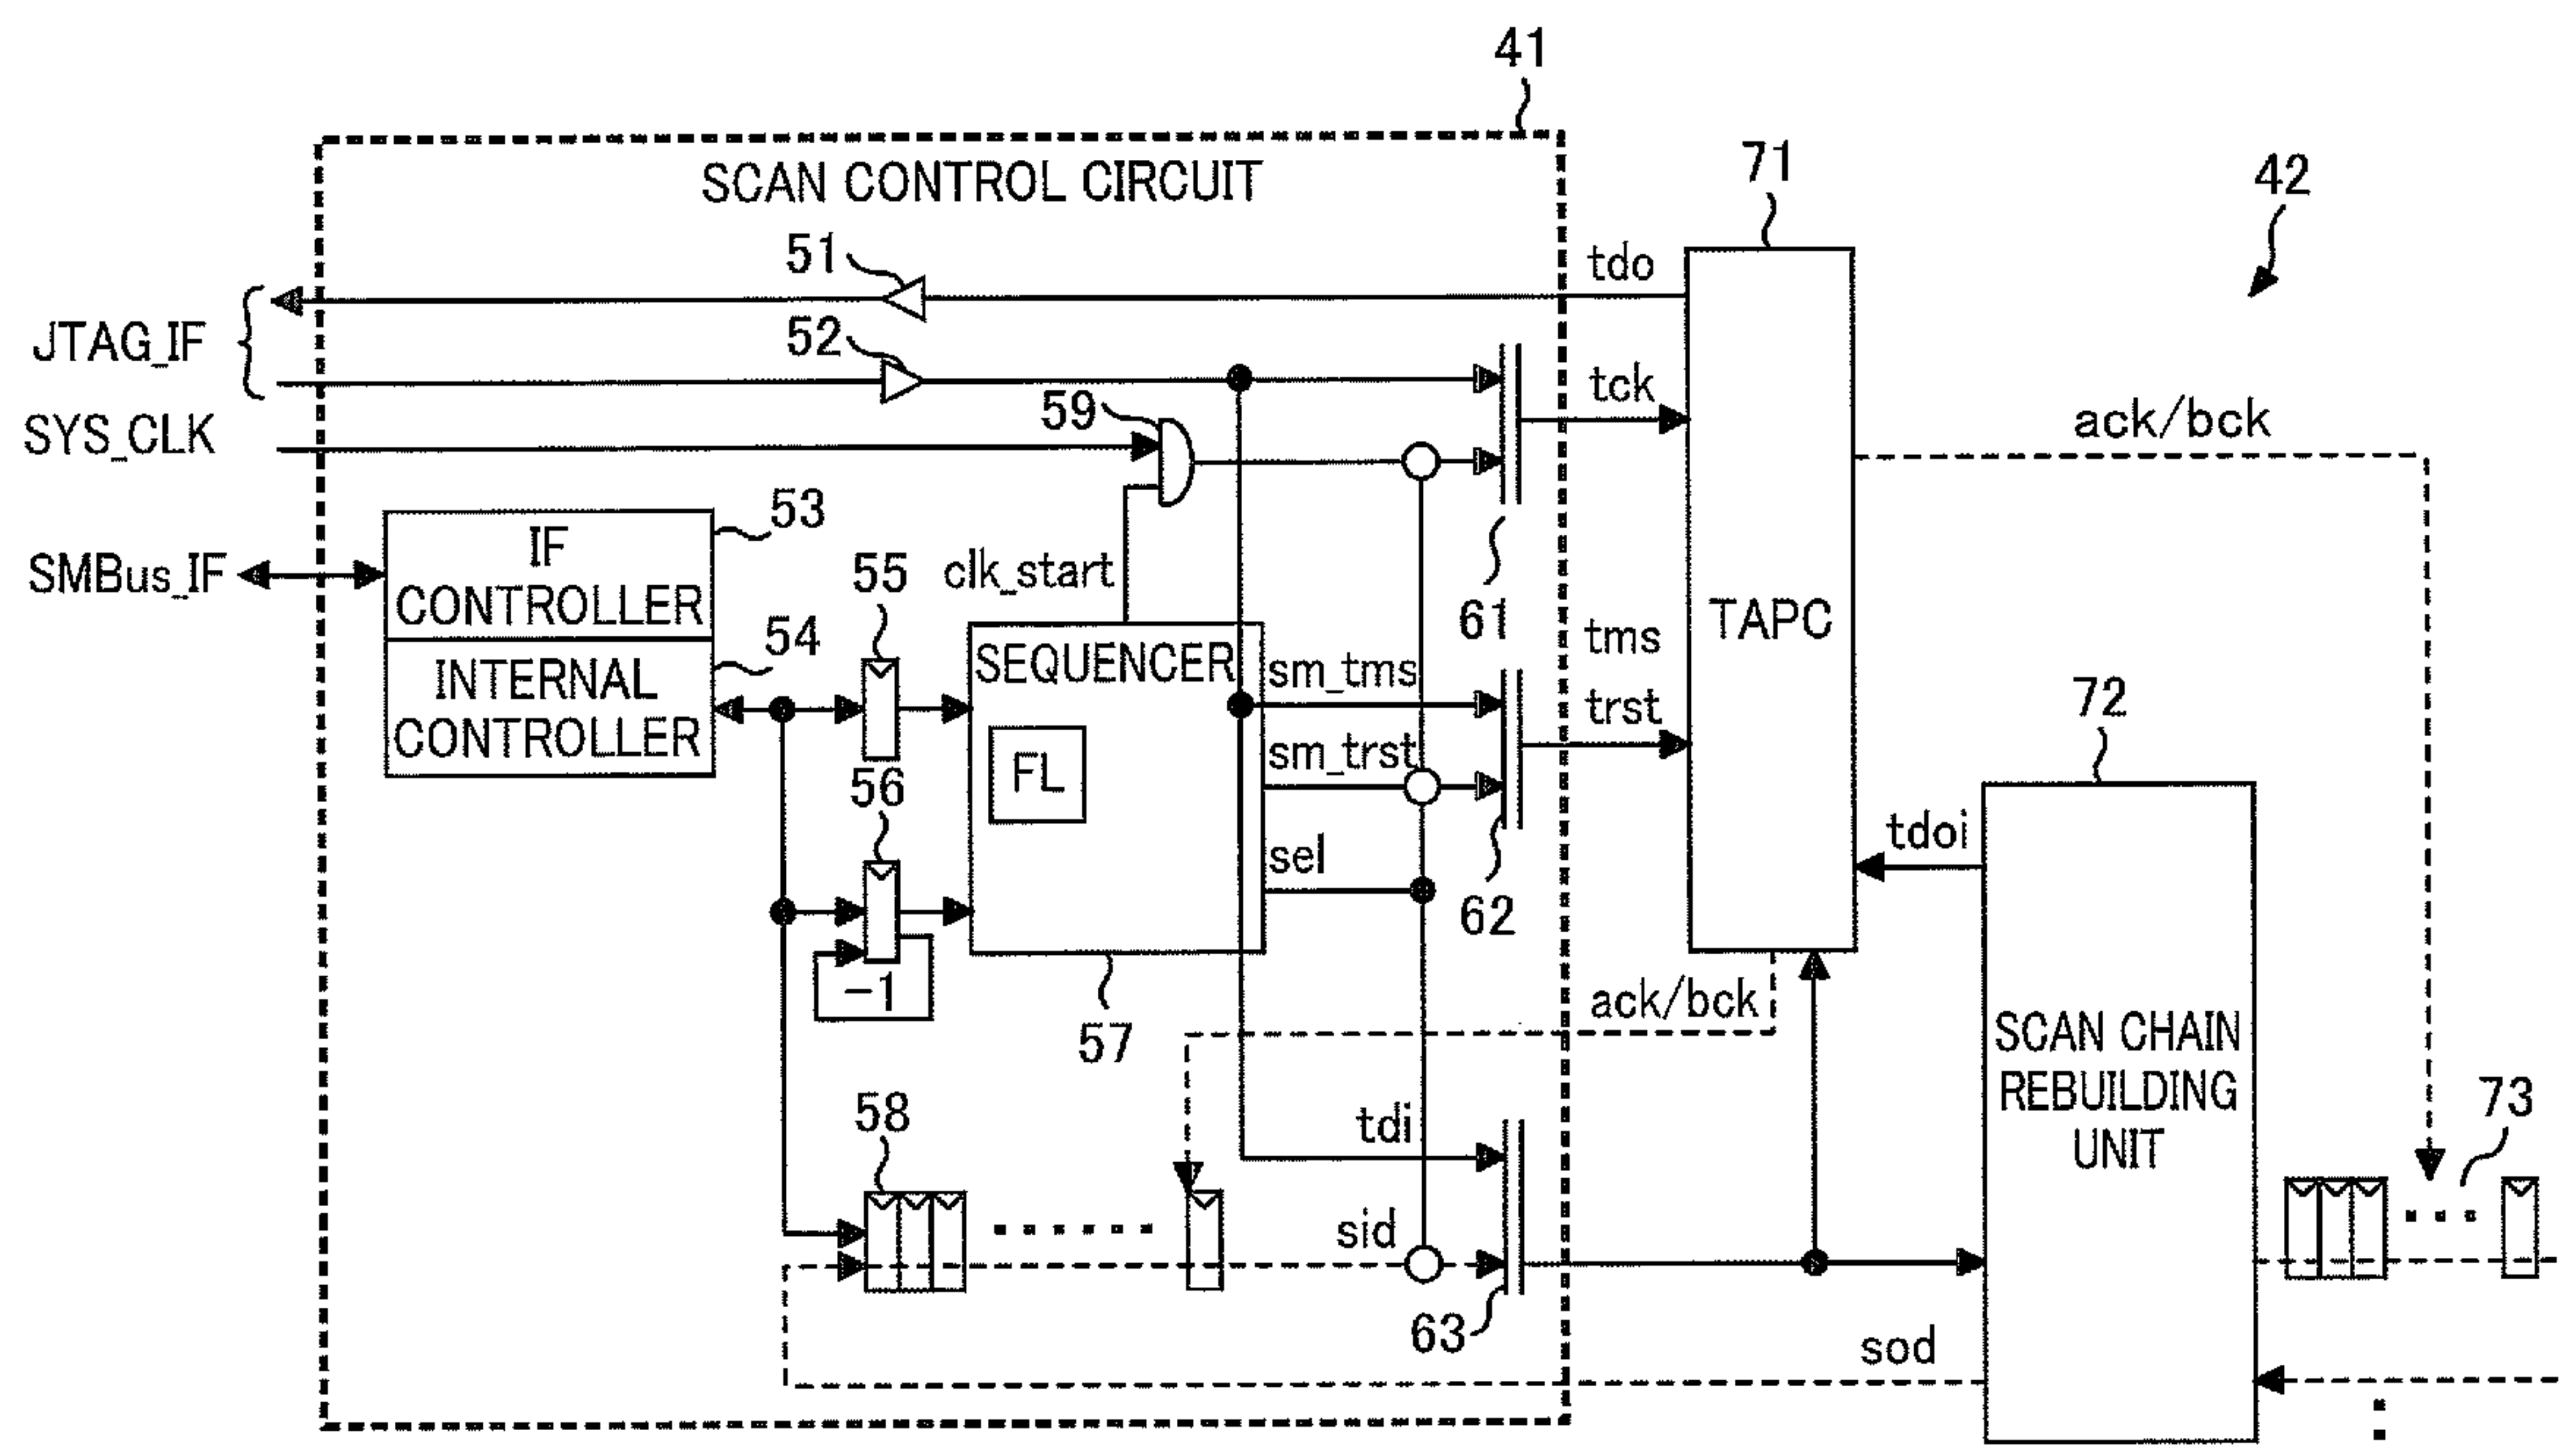 41
SCAN CONTROL CIRCUIT
71
42
51
tdo
JTAG_IF
52
tck
59
ack/bck
SYS_CLK
53
IF
CONTROLLER
SMBus_IF
clk_start
55
61
TAPC
54
INTERNAL
CONTROLLER
SEQUENCER
sm_tms
tms
trst
72
FL
sm_trst
56
tdoi
sel
62
-1
57
ack/bck
SCAN CHAIN
REBUILDING
UNIT
58
tdi
73
sid
63
sod